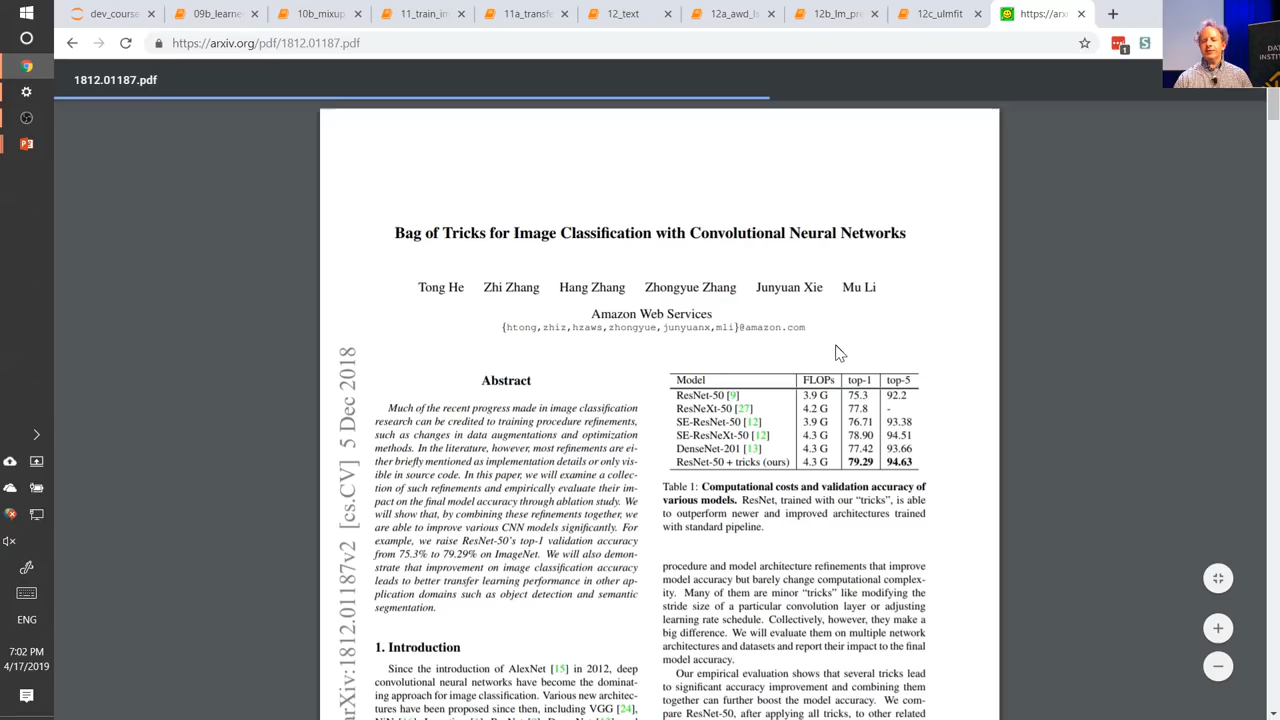 dev_course
09b_learne
10b_mixup
11_train_in
11a_transfe
12_text
12a_awd_ls
12b_lm_pre
12c_ulmfit
https://arx
https://arxiv.org/pdf/1812.01187.pdf
1
1812.01187.pdf
Bag of Tricks for Image Classification with Convolutional Neural Networks
Tong He Zhi Zhang Hang Zhang Zhongyue Zhang Junyuan Xie Mu Li
Amazon Web Services
{htong,zhiz,hzaws,zhongyue,junyuanx,mli}@amazon.com
arXiv:1812.01187v2 [cs.CV] 5 Dec 2018
Abstract
Much of the recent progress made in image classification
research can be credited to training procedure refinements,
such as changes in data augmentations and optimization
methods. In the literature, however, most refinements are ei-
ther briefly mentioned as implementation details or only vis-
ible in source code. In this paper, we will examine a collec-
tion of such refinements and empirically evaluate their im-
pact on the final model accuracy through ablation study. We
will show that, by combining these refinements together, we
are able to improve various CNN models significantly. For
example, we raise ResNet-50's top-1 validation accuracy
from 75.3% to 79.29% on ImageNet. We will also demon-
strate that improvement on image classification accuracy
leads to better transfer learning performance in other ap-
plication domains such as object detection and semantic
segmentation.
1. Introduction
Since the introduction of AlexNet [15] in 2012, deep
convolutional neural networks have become the dominat-
ing approach for image classification. Various new architec-
tures have been proposed since then, including VGG [24],
Model FLOPs top-1 top-5
ResNet-50 [9] 3.9 G 75.3 92.2
ResNeXt-50 [27] 4.2 G 77.8 -
SE-ResNet-50 [12] 3.9 G 76.71 93.38
SE-ResNeXt-50 [12] 4.3 G 78.90 94.51
DenseNet-201 [13] 4.3 G 77.42 93.66
ResNet-50 + tricks (ours) 4.3 G 79.29 94.63
Table 1: Computational costs and validation accuracy of
various models. ResNet, trained with our “tricks”, is able
to outperform newer and improved architectures trained
with standard pipeline.
procedure and model architecture refinements that improve
model accuracy but barely change computational complex-
ity. Many of them are minor “tricks” like modifying the
stride size of a particular convolution layer or adjusting
learning rate schedule. Collectively, however, they make a
big difference. We will evaluate them on multiple network
architectures and datasets and report their impact to the final
model accuracy.
Our empirical evaluation shows that several tricks lead
to significant accuracy improvement and combining them
together can further boost the model accuracy. We com-
pare ResNet-50, after applying all tricks, to other related
ENG
7:02 PM
4/17/2019